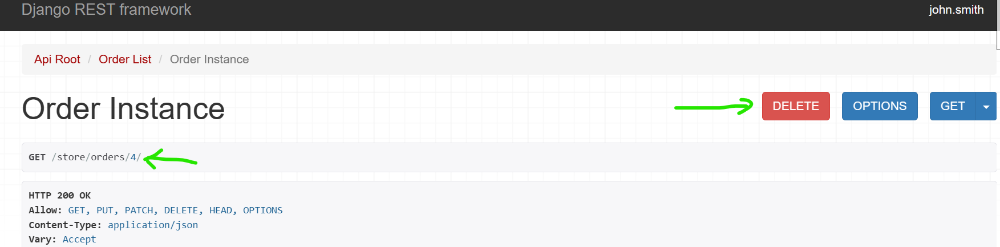 Django REST framework john.smith
Api Root / Order List / Order Instance
Order Instance DELETE OPTIONS GET
GET /store/orders/4/
HTTP 200 OK
Allow: GET, PUT, PATCH, DELETE, HEAD, OPTIONS
Content-Type: application/json
Vary: Accept